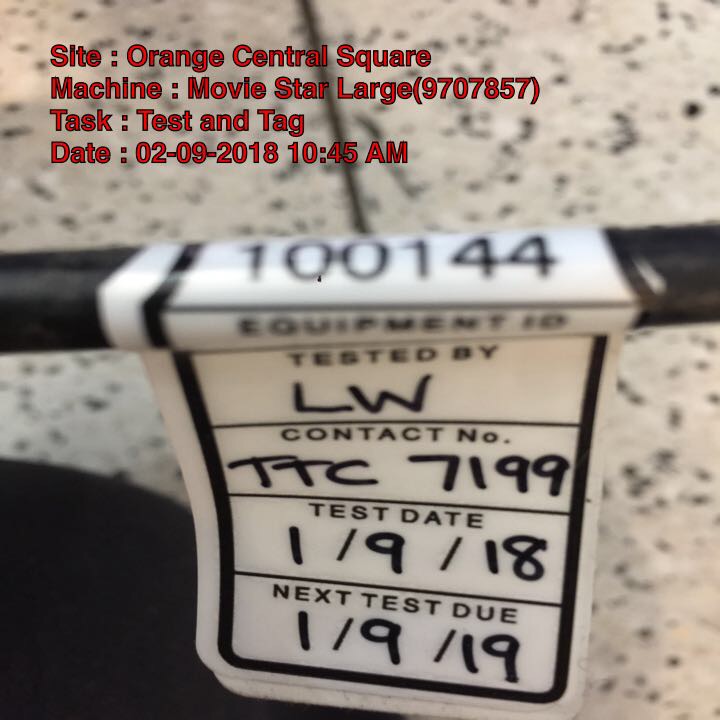 Site : Orange Central Square
Machine : Movie Star Large(9707857)
Task : Test and Tag
Date : 02-09-2018 10:45 AM
100144
EQUIPMENT ID
TESTED BY
LW
CONTACT No.
TTC 7199
TEST DATE
1/9/18
NEXT TEST DUE
1/9/19